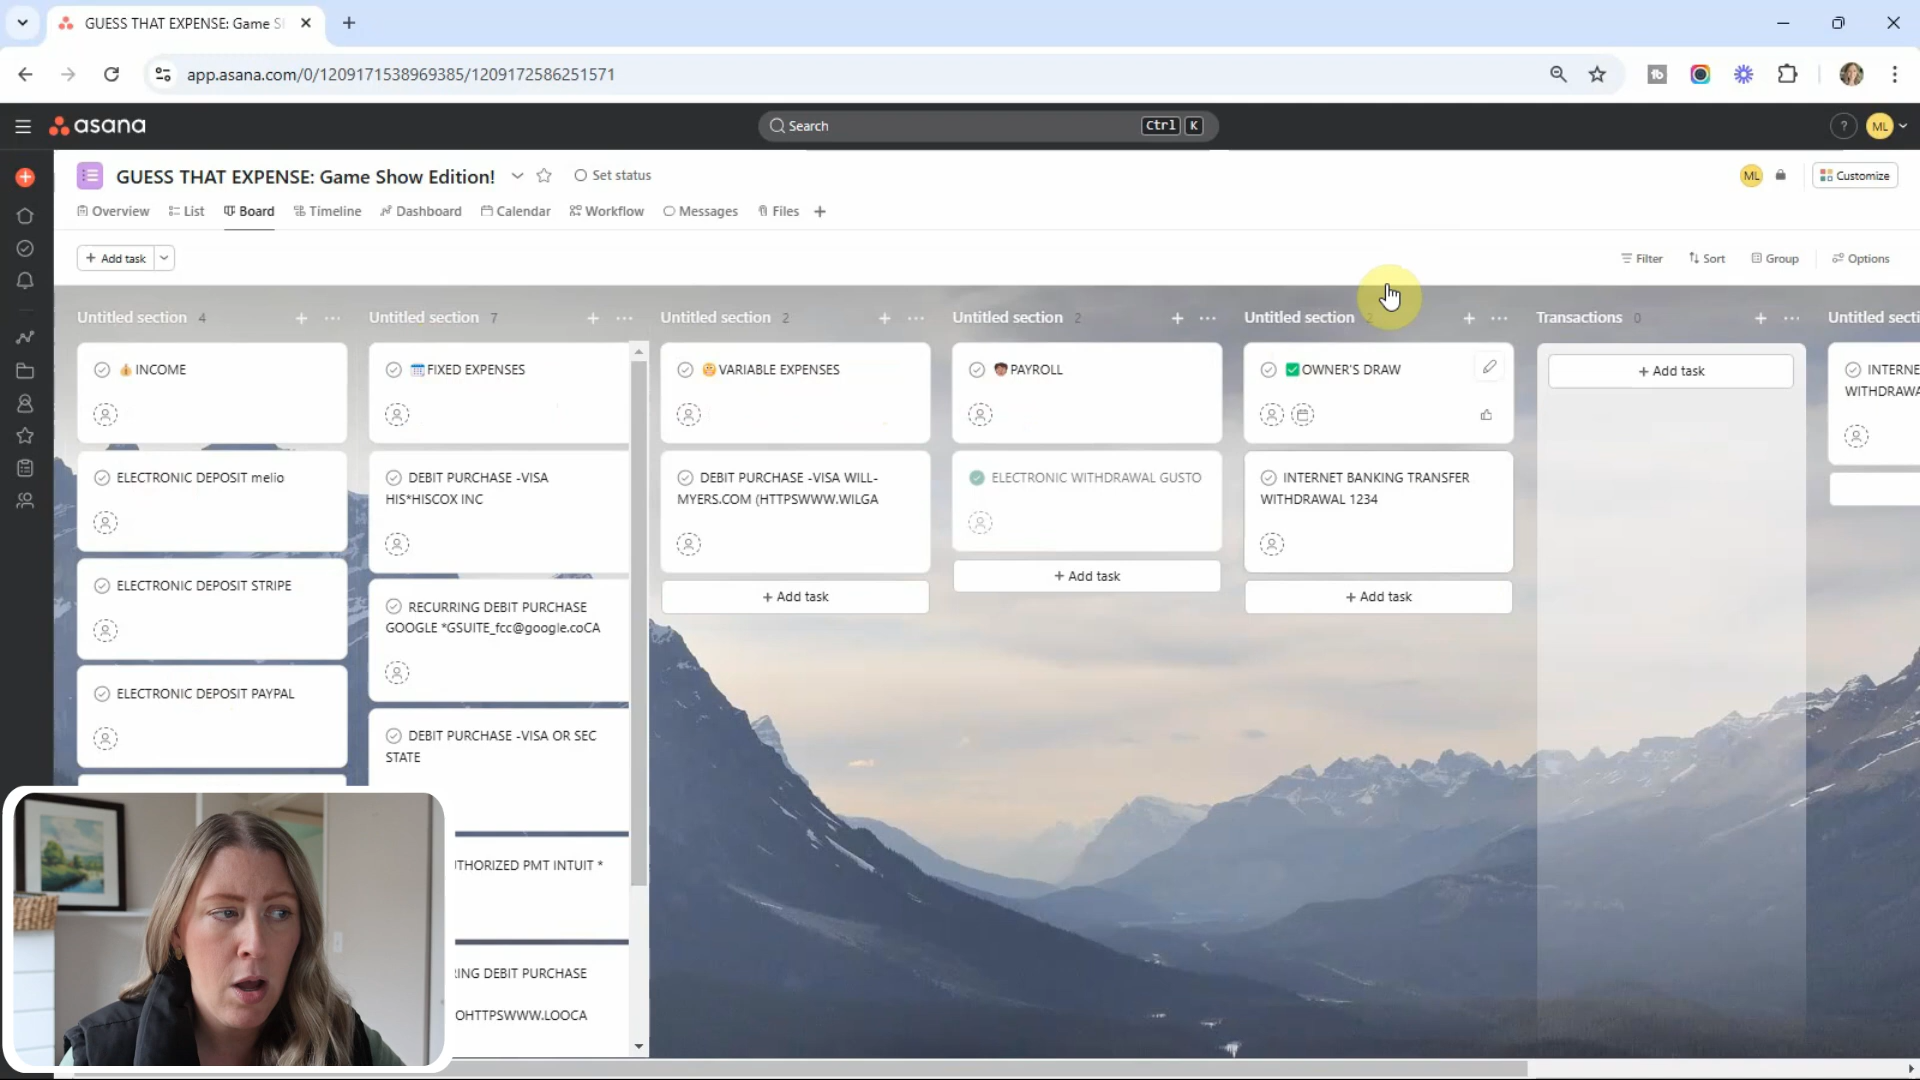 GUESS THAT EXPENSE: Game S
app.asana.com/0/1209171538969385/1209172586251571
asana
Search
Ctrl K
?
ML
GUESS THAT EXPENSE: Game Show Edition!
Set status
ML
Customize
Overview
List
Board
Timeline
Dashboard
Calendar
Workflow
Messages
Files
+ Add task
Filter
Sort
Group
Options
Untitled section 4
INCOME
ELECTRONIC DEPOSIT melio
ELECTRONIC DEPOSIT STRIPE
ELECTRONIC DEPOSIT PAYPAL
Untitled section 7
FIXED EXPENSES
DEBIT PURCHASE -VISA
HIS*HISCOX INC
RECURRING DEBIT PURCHASE
GOOGLE *GSUITE_fcc@google.coCA
DEBIT PURCHASE -VISA OR SEC
STATE
THORIZED PMT INTUIT *
ING DEBIT PURCHASE
OHTTPSWWW.LOOCA
Untitled section 2
VARIABLE EXPENSES
DEBIT PURCHASE -VISA WILL-
MYERS.COM (HTTPSWWW.WILGA
+ Add task
Untitled section 2
PAYROLL
ELECTRONIC WITHDRAWAL GUSTO
+ Add task
Untitled section
OWNER'S DRAW
INTERNET BANKING TRANSFER
WITHDRAWAL 1234
+ Add task
Transactions 0
+ Add task
Untitled secti
INTERNE
WITHDRAWA